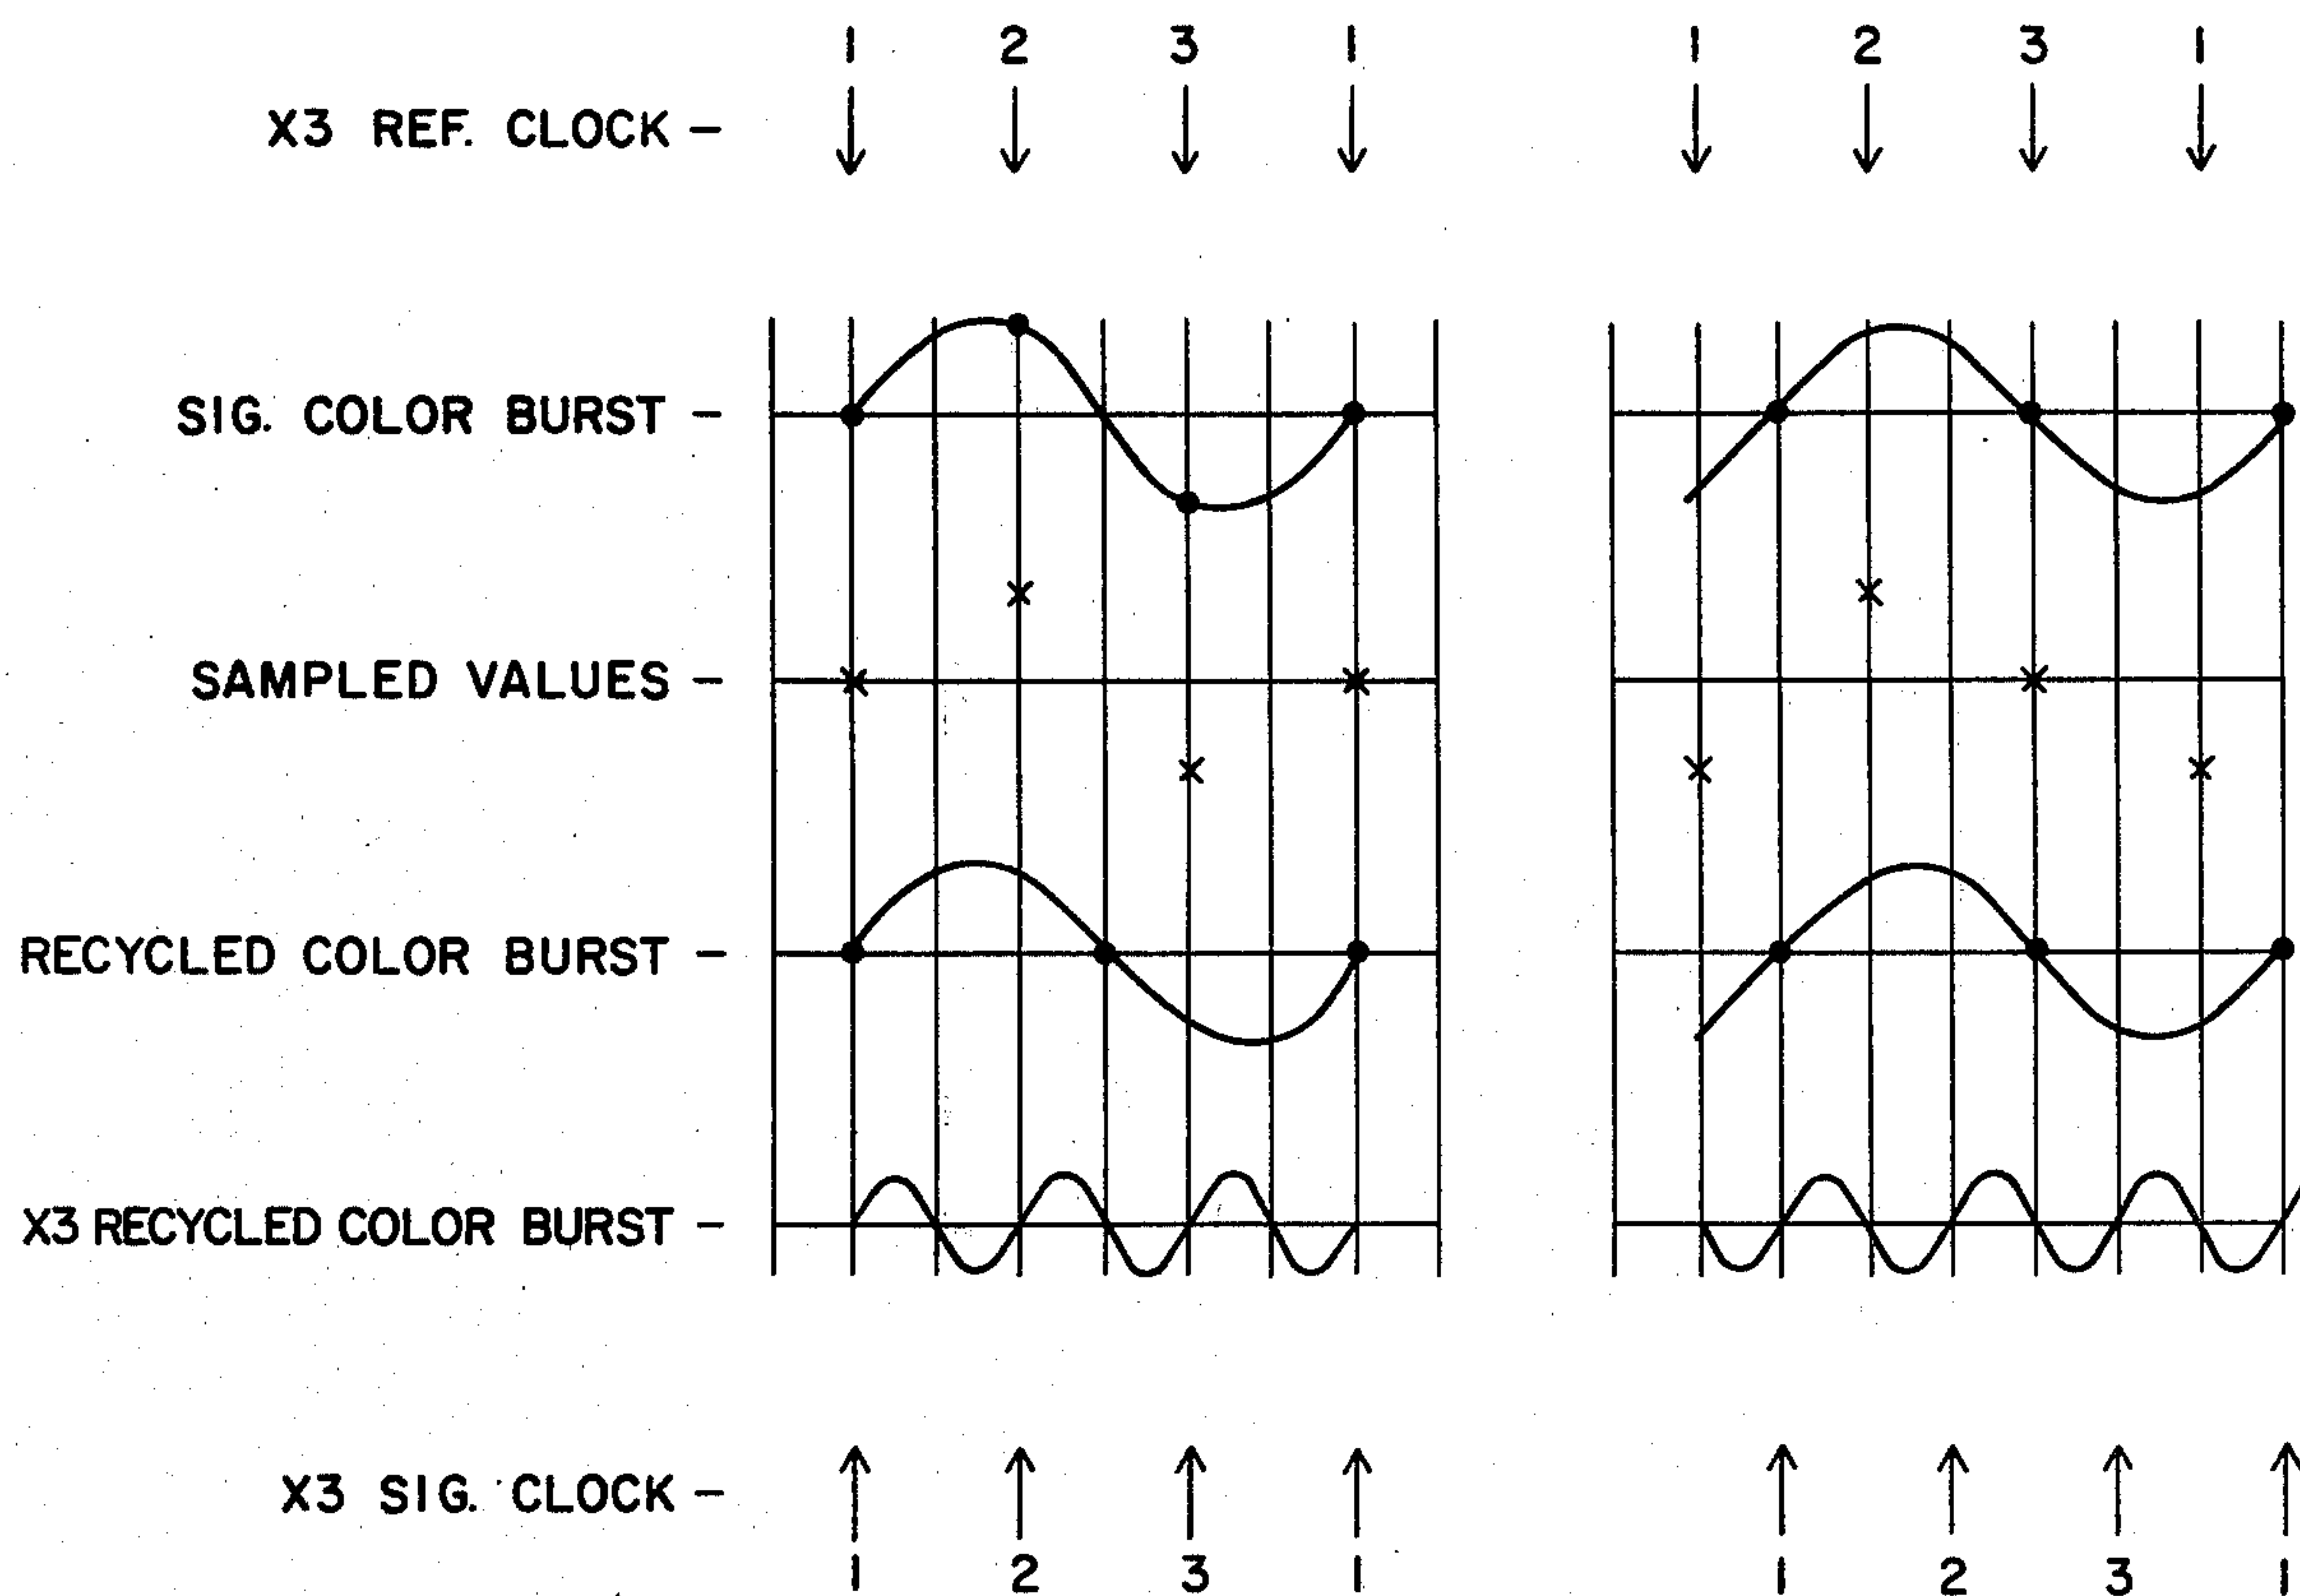 1 2 3 1 1 2 3 1
X3 REF. CLOCK -
SIG. COLOR BURST -
SAMPLED VALUES -
RECYCLED COLOR BURST -
X3 RECYCLED COLOR BURST -
X3 SIG. CLOCK -
1 2 3 1 1 2 3 1